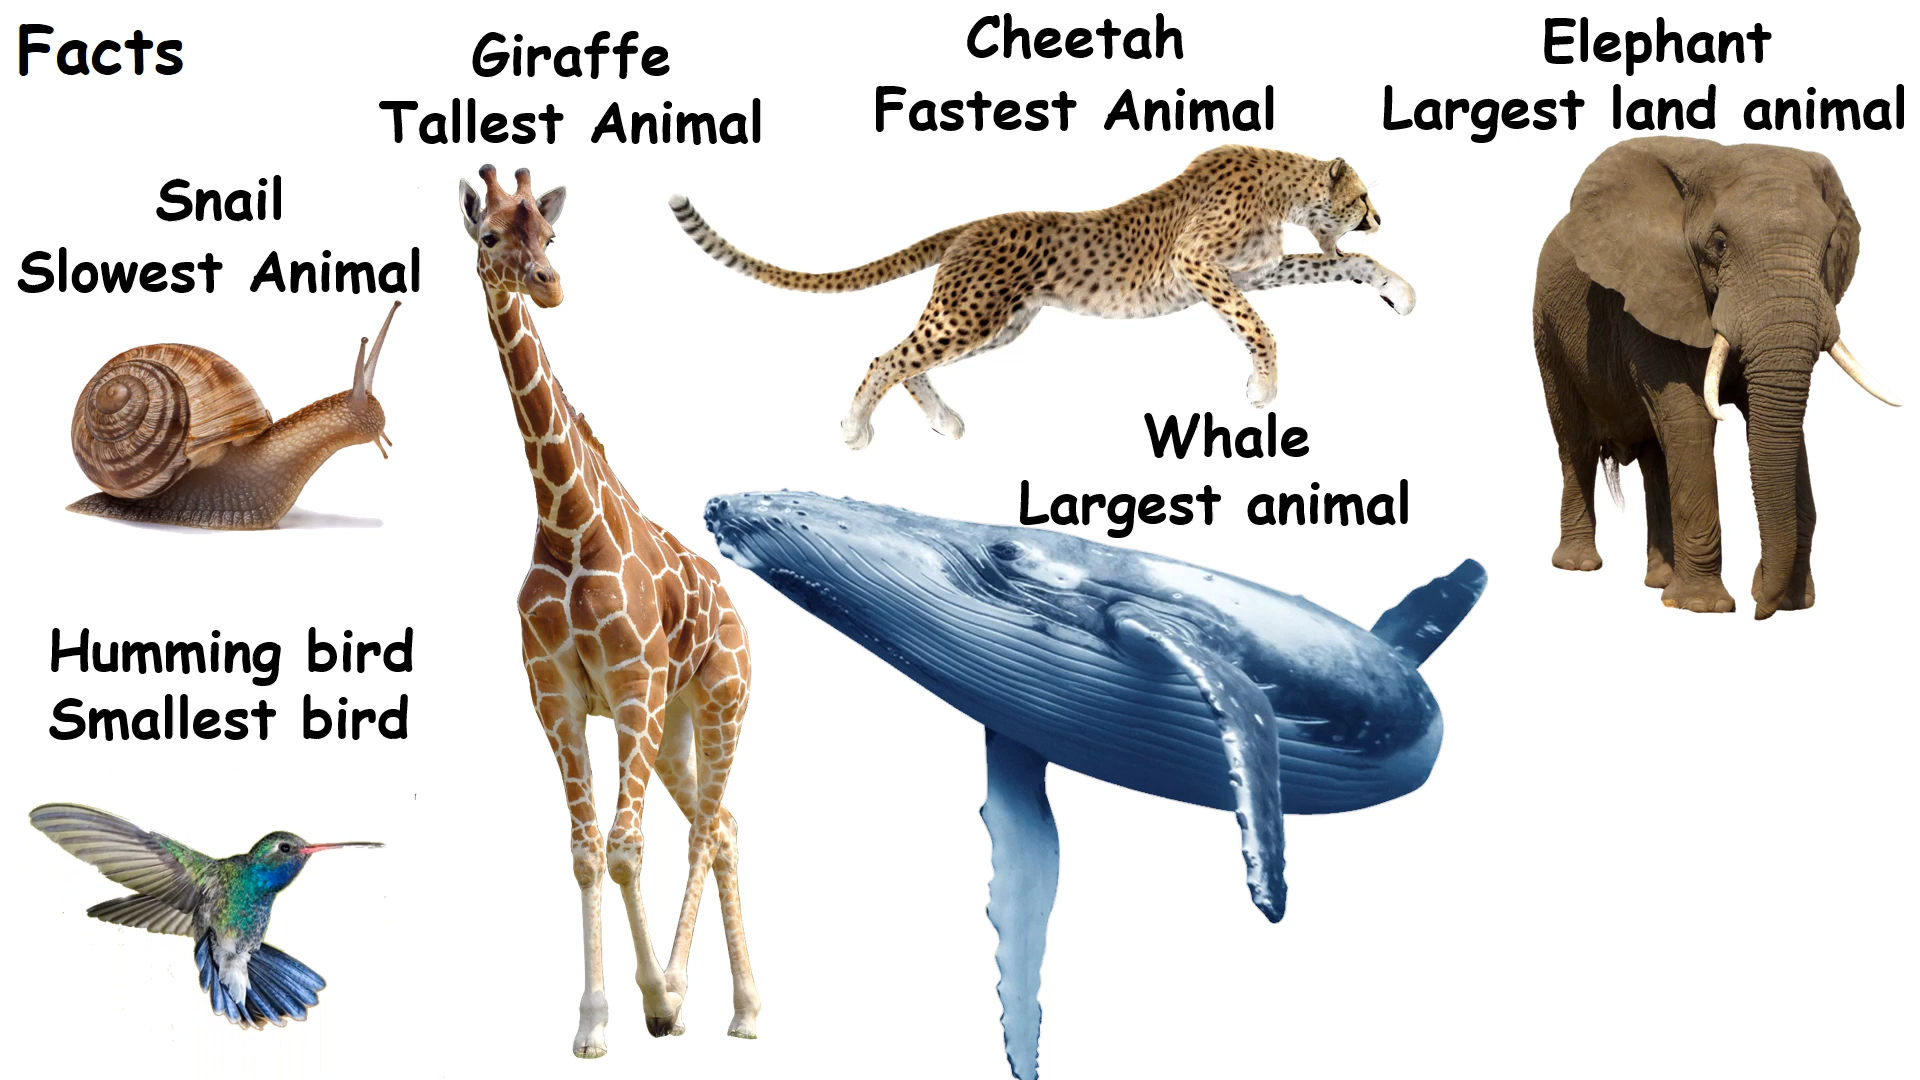 Facts
Giraffe
Tallest Animal
Cheetah
Fastest Animal
Elephant
Largest land animal
Snail
Slowest Animal
Whale
Largest animal
Humming bird
Smallest bird